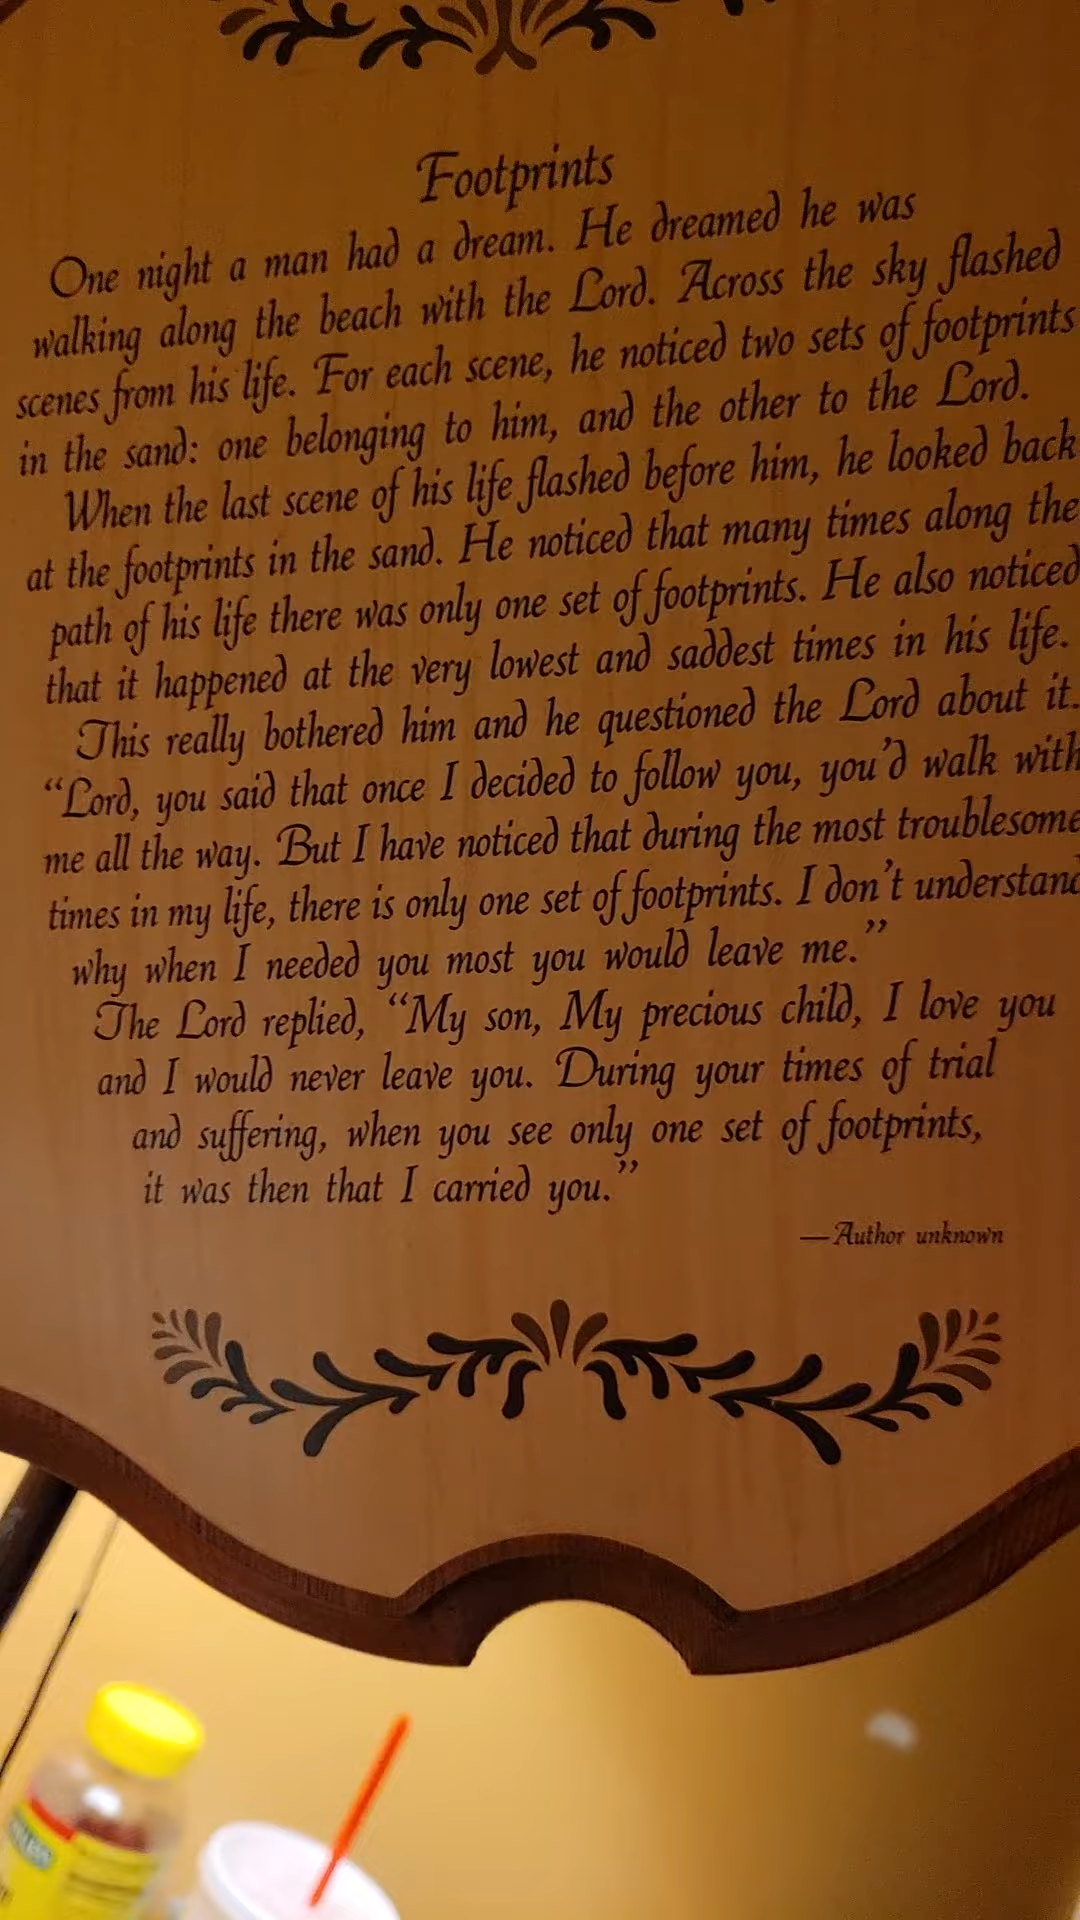 Footprints
One night a man had a dream. He dreamed he was
walking along the beach with the Lord. Across the sky flashed
scenes from his life. For each scene, he noticed two sets of footprints
in the sand: one belonging to him, and the other to the Lord.
When the last scene of his life flashed before him, he looked back
at the footprints in the sand. He noticed that many times along the
path of his life there was only one set of footprints. He also noticed
that it happened at the very lowest and saddest times in his life.
This really bothered him and he questioned the Lord about it.
“Lord, you said that once I decided to follow you, you’d walk with
me all the way. But I have noticed that during the most troublesome
times in my life, there is only one set of footprints. I don’t understand
why when I needed you most you would leave me.”
The Lord replied, “My son, My precious child, I love you
and I would never leave you. During your times of trial
and suffering, when you see only one set of footprints,
it was then that I carried you.”
—Author unknown